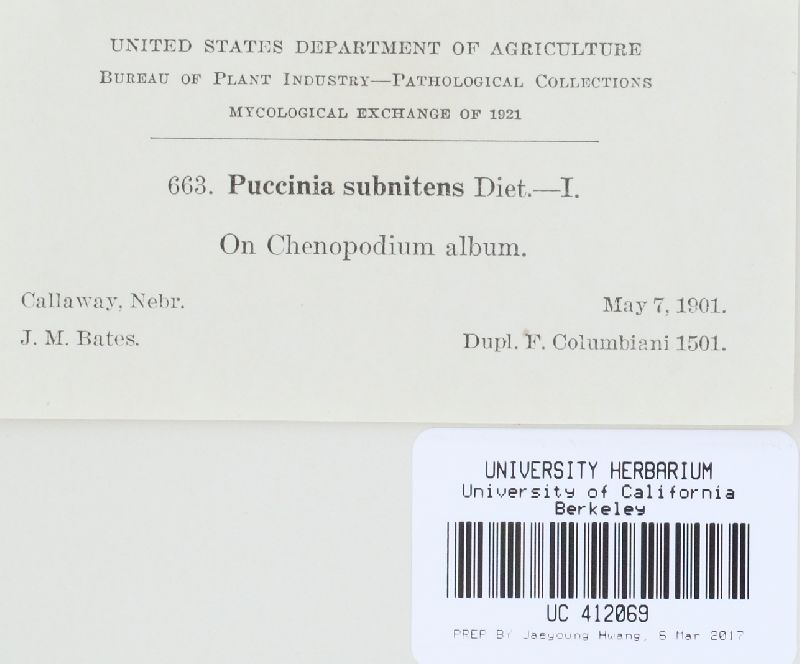 UNITED STATES DEPARTMENT OF AGRICULTURE
BUREAU OF PLANT INDUSTRY—PATHOLOGICAL COLLECTIONS
MYCOLOGICAL EXCHANGE OF 1921
663. Puccinia subnitens Diet.—I.
On Chenopodium album.
Callaway, Nebr. May 7, 1901.
J. M. Bates. Dupl. F. Columbiani 1501.
UNIVERSITY HERBARIUM
University of California
Berkeley
UC 412069
PREP BY Jaeyoung Hwang, 6 Mar 2017